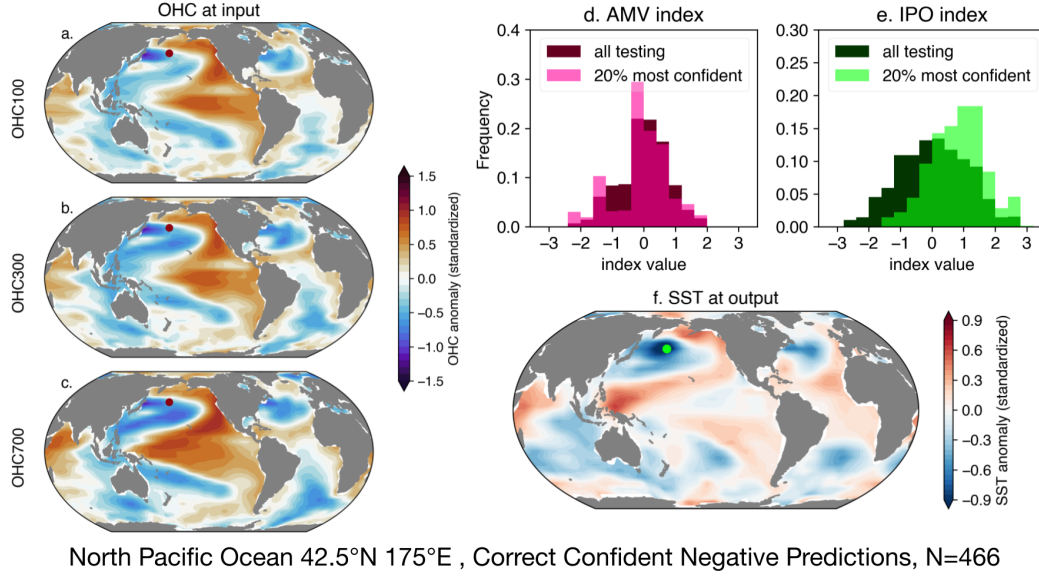 OHC at input
a.
OHC100
b.
OHC300
c.
OHC700
1.5
1.0
0.5
0.0
−0.5
−1.0
−1.5
OHC anomaly (standardized)
d. AMV index
all testing
20% most confident
Frequency
0.4
0.3
0.2
0.1
0.0
−3 −2 −1 0 1 2 3
index value
e. IPO index
all testing
20% most confident
0.30
0.25
0.20
0.15
0.10
0.05
0.00
−3 −2 −1 0 1 2 3
index value
f. SST at output
0.9
0.6
0.3
0.0
−0.3
−0.6
−0.9
SST anomaly (standardized)
North Pacific Ocean 42.5°N 175°E , Correct Confident Negative Predictions, N=466